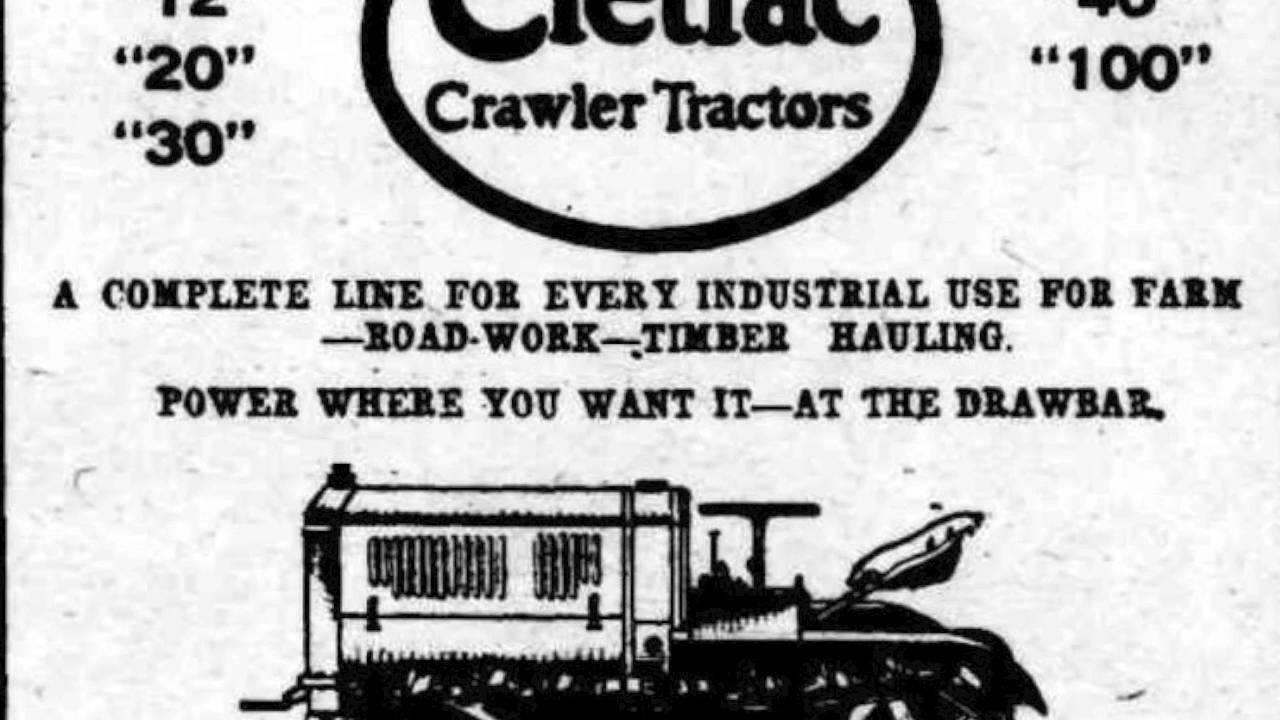 Cletrac
"20"
"100"
Crawler Tractors
"30"
A COMPLETE LINE FOR EVERY INDUSTRIAL USE FOR FARM
—ROAD-WORK—TIMBER HAULING.
POWER WHERE YOU WANT IT—AT THE DRAWBAR.